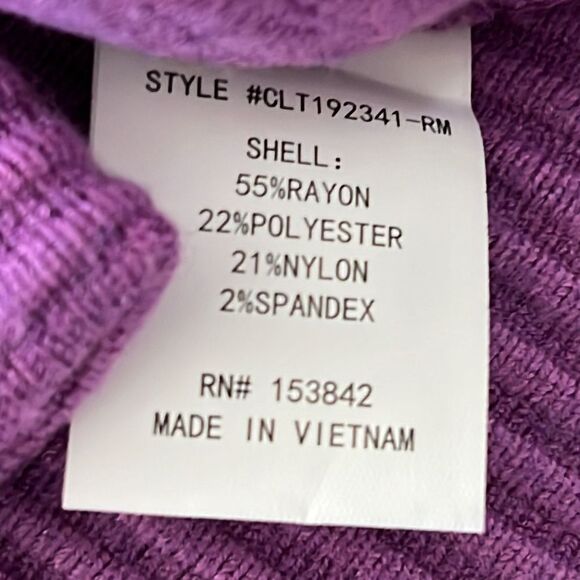 STYLE #CLT192341-RM
SHELL:
55%RAYON
22%POLYESTER
21%NYLON
2%SPANDEX
RN# 153842
MADE IN VIETNAM